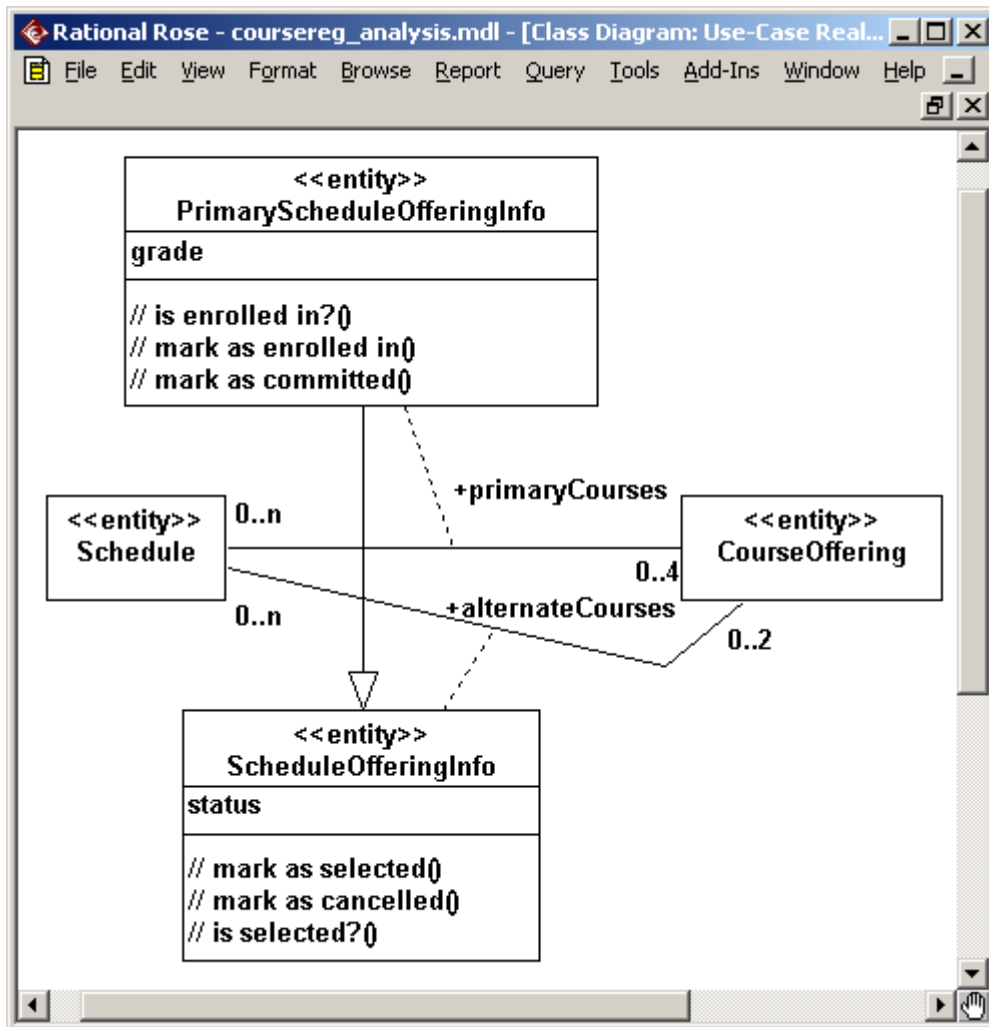 Rational Rose - coursereg_analysis.mdl - [Class Diagram: Use-Case Real...
File Edit View Format Browse Report Query Tools Add-Ins Window Help
<<entity>>
PrimaryScheduleOfferingInfo
grade
// is enrolled in?()
// mark as enrolled in()
// mark as committed()
+primaryCourses
<<entity>>
Schedule
0..n
<<entity>>
CourseOffering
0..4
0..n
+alternateCourses
0..2
<<entity>>
ScheduleOfferingInfo
status
// mark as selected()
// mark as cancelled()
// is selected?()